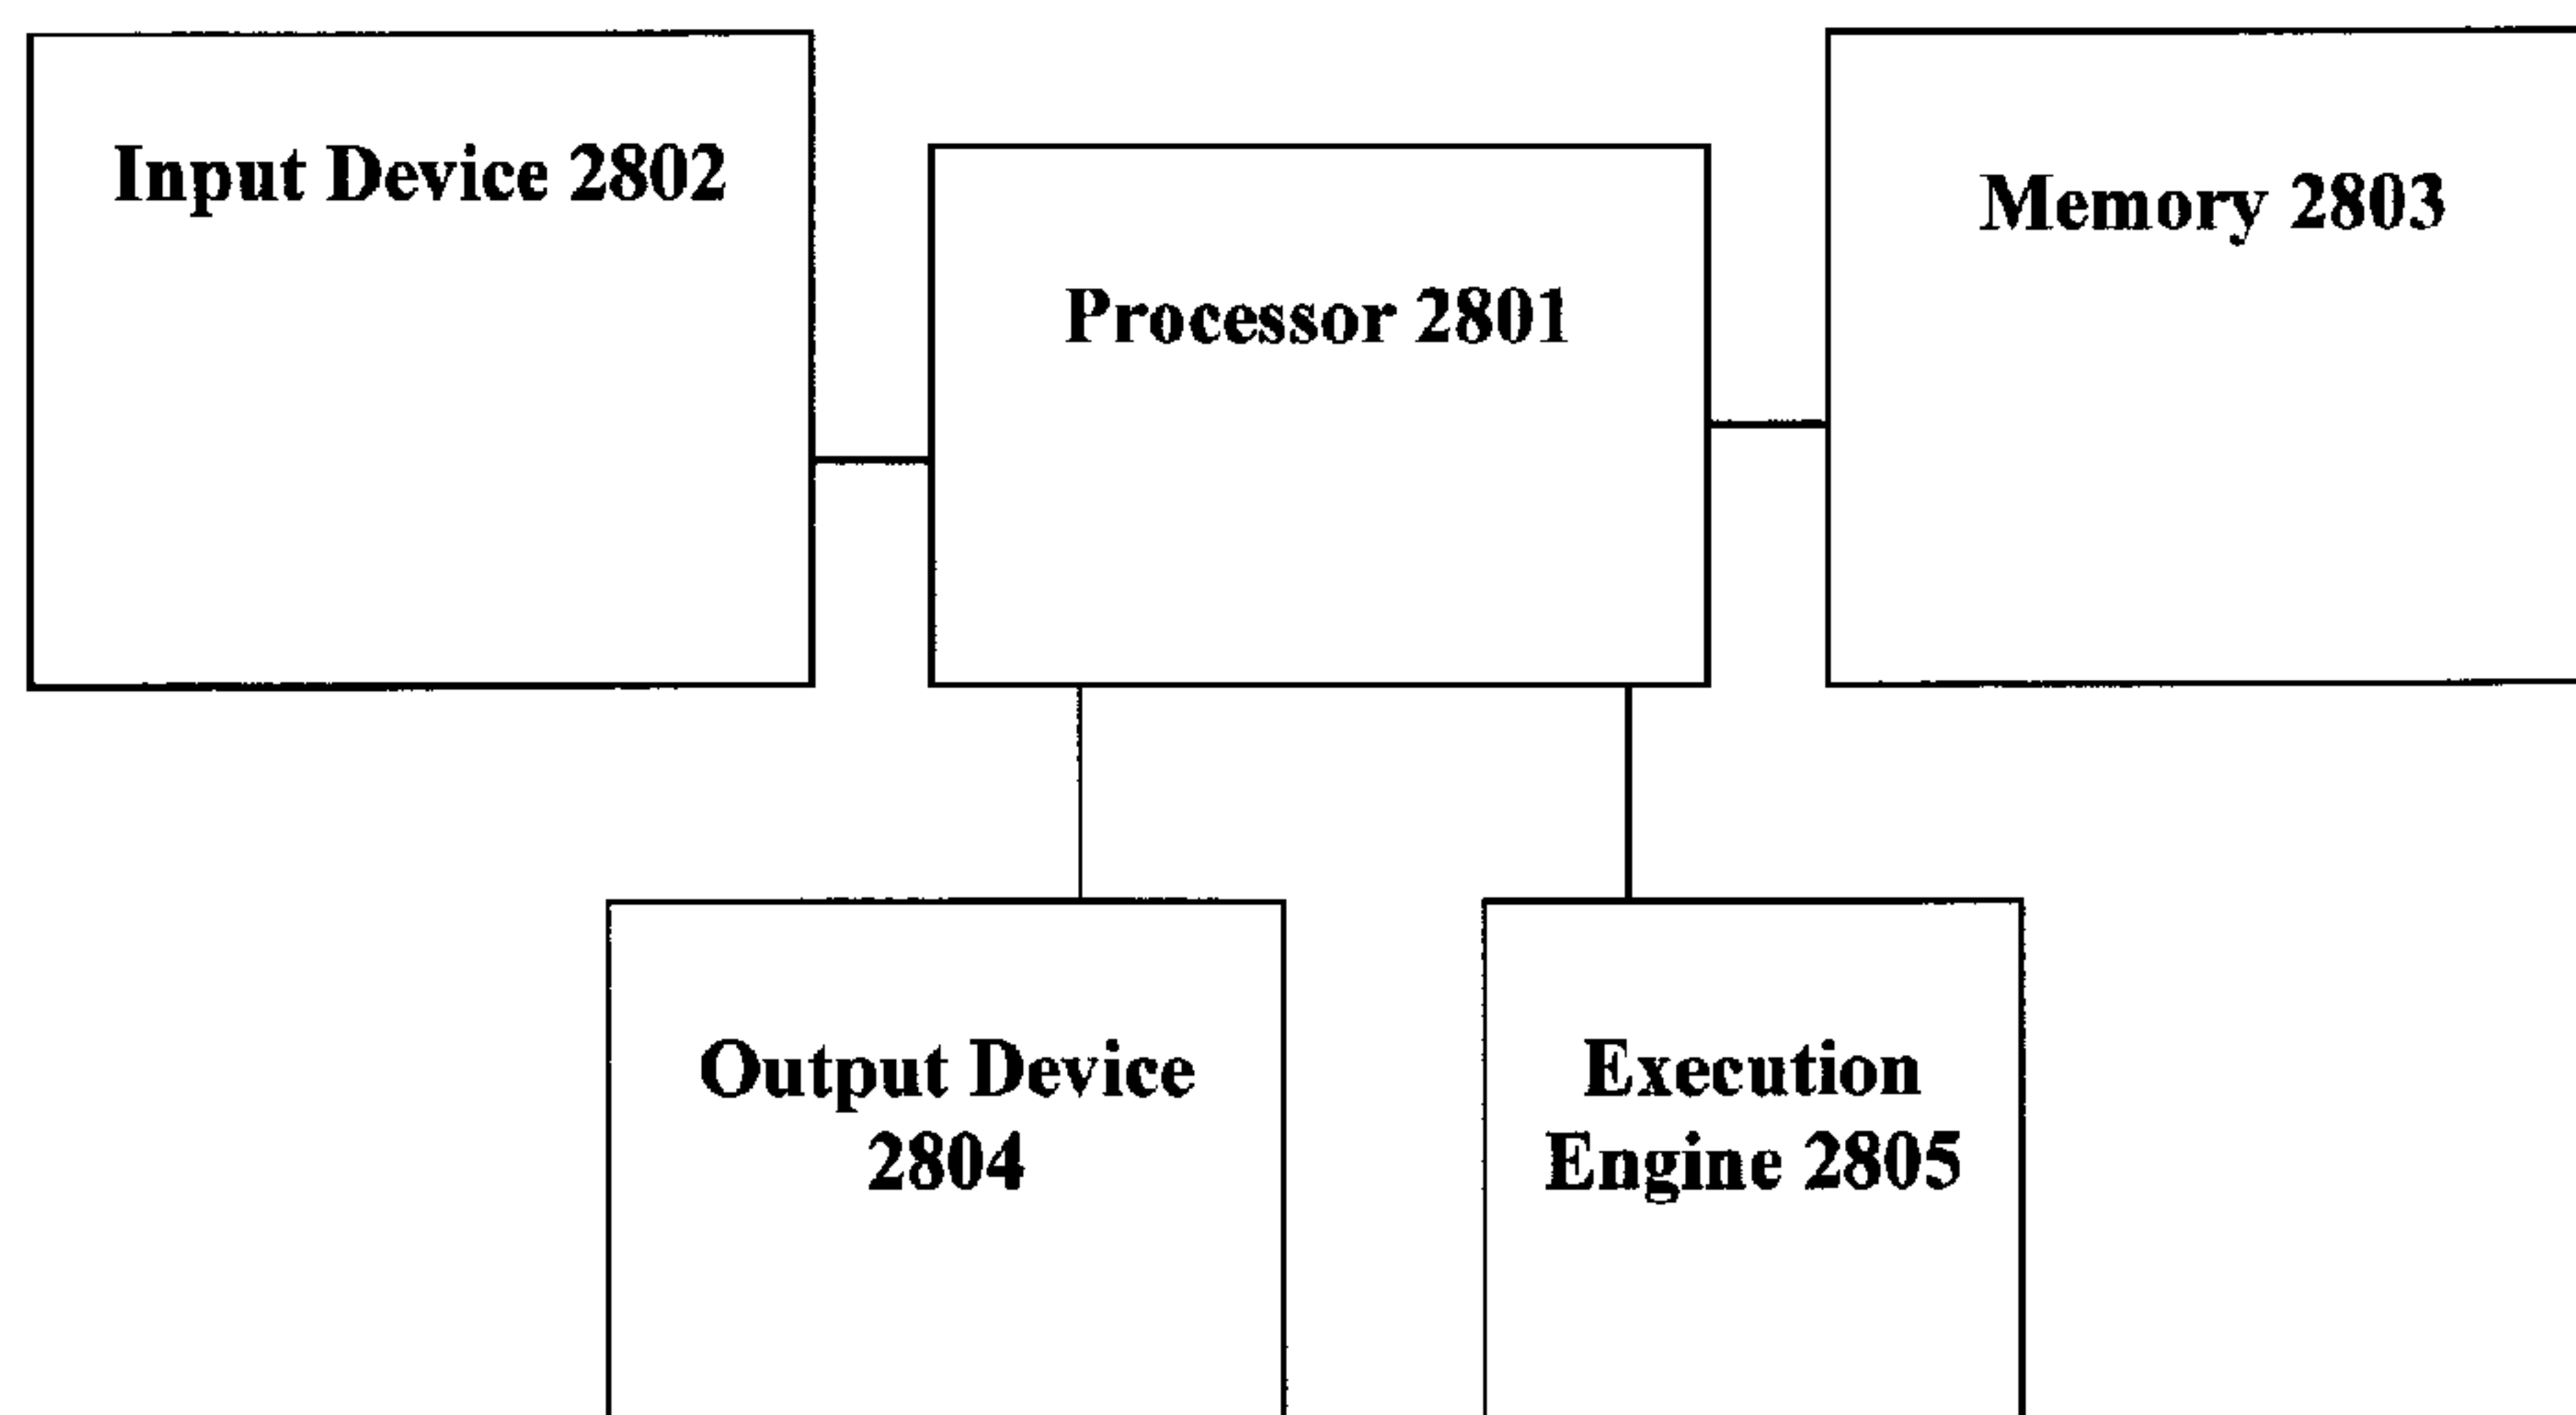 Input Device 2802
Processor 2801
Memory 2803
Output Device
2804
Execution
Engine 2805